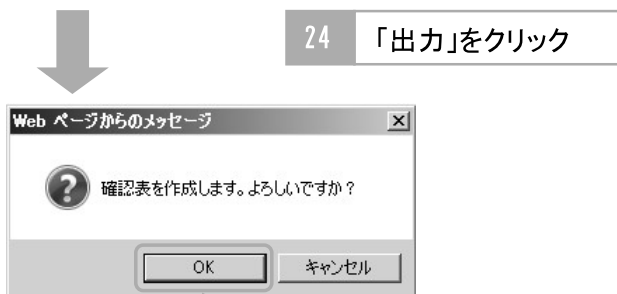 24 「出力」をクリック
Web ページからのメッセージ
確認表を作成します。よろしいですか？
OK キャンセル